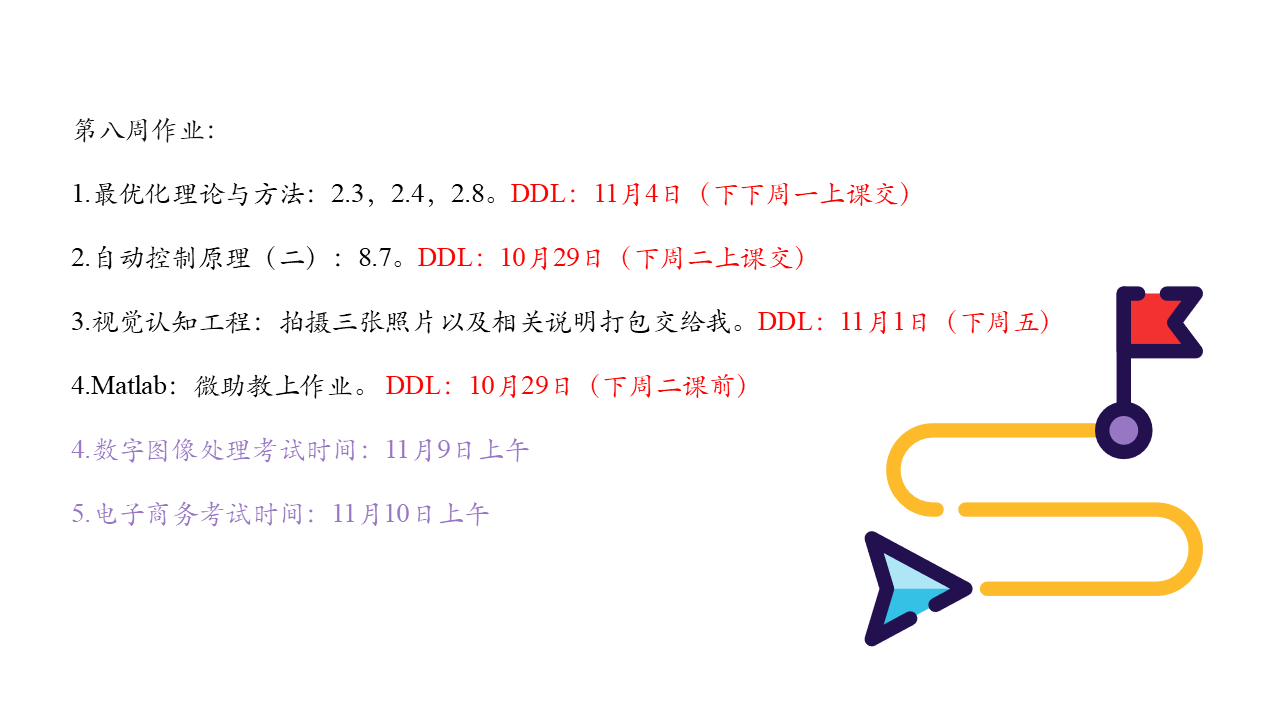 第八周作业：
1.最优化理论与方法：2.3，2.4，2.8。DDL：11月4日（下下周一上课交）
2.自动控制原理（二）：8.7。DDL：10月29日（下周二上课交）
3.视觉认知工程：拍摄三张照片以及相关说明打包交给我。DDL：11月1日（下周五）
4.Matlab：微助教上作业。 DDL：10月29日（下周二课前）
4.数字图像处理考试时间：11月9日上午
5.电子商务考试时间：11月10日上午